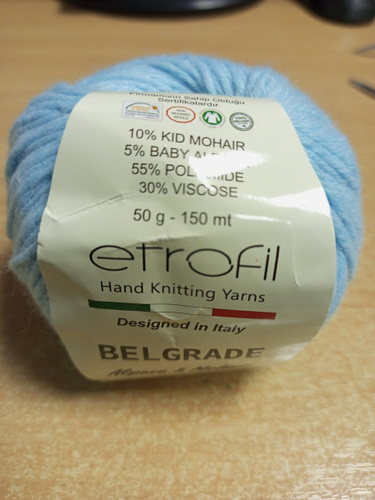 Firmamızın Sahip Olduğu
Sertifikalardır.
10% KID MOHAIR
5% BABY
55%
30% VISCOSE
50 g - 150 mt
etrofil
Hand Knitting Yarns
Designed in Italy
BELGRADE
Alpaca &